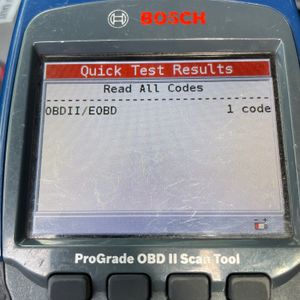 BOSCH
Quick Test Results
Read All Codes
OBDII/EOBD 1 code
ProGrade OBD II Scan Tool